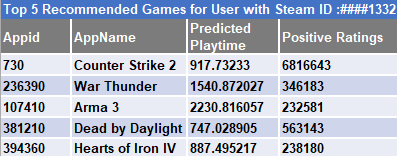 Top 5 Recommended Games for User with Steam ID :####1332
Appid AppName Predicted Playtime Positive Ratings
730 Counter Strike 2 917.73233 6816643
236390 War Thunder 1540.872027 346183
107410 Arma 3 2230.816057 232581
381210 Dead by Daylight 747.028905 563143
394360 Hearts of Iron IV 887.495217 238180